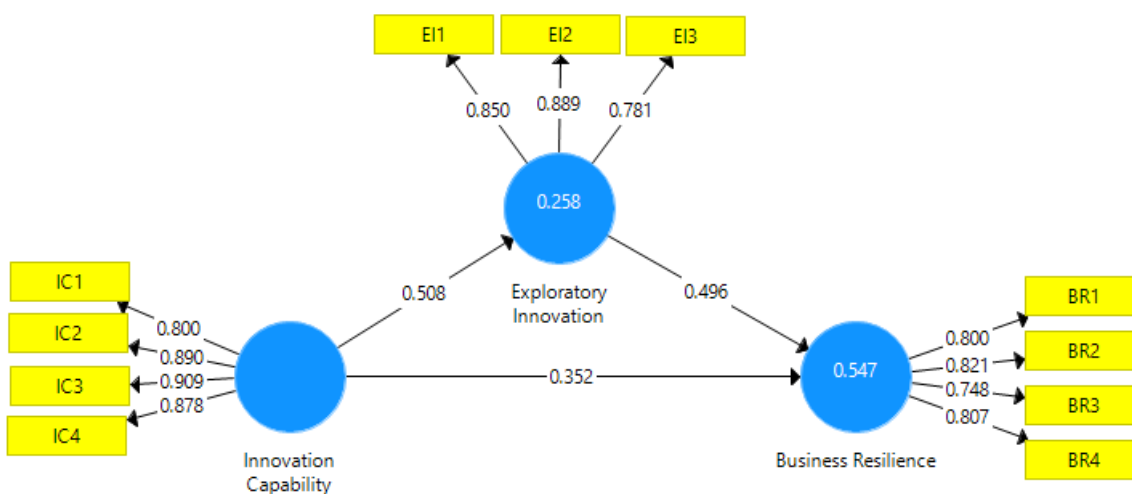 EI1
EI2
EI3
0.850
0.889
0.781
0.258
Exploratory
Innovation
0.508
0.496
IC1
IC2
IC3
IC4
0.800
0.890
0.909
0.878
Innovation
Capability
0.352
0.547
Business Resilience
0.800
0.821
0.748
0.807
BR1
BR2
BR3
BR4